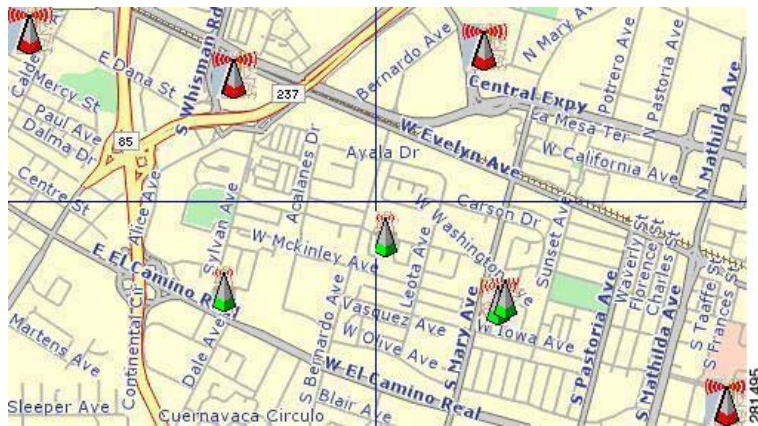 Calder
Mercy St
Paul Ave
Dalma Dr
Centre St
E Dana St
85
S Whisman Rd
237
Bernardo Ave
N Mary Ave
Potrero Ave
N Pastoria Ave
Central Expy
La Mesa Ter
W California Ave
N Mathilda Ave
W Evelyn Ave
Ayala Dr
Acalanes Dr
Alice Ave
Sylvan Ave
W McKinley Ave
Carson Dr
W Washington Ave
Leota Ave
Sunset Ave
Waverly St
Florence St
Charles St
S Taaffe S
S Frances S
E El Camino Real
Continental Cir
Martens Ave
Dale Ave
S Bernardo Ave
Vasquez Ave
W Olive Ave
W Iowa Ave
S Mary Ave
S Pastoria Ave
S Mathilda Ave
W El Camino Real
Blair Ave
Sleeper Ave
Cuernavaca Circulo
281495